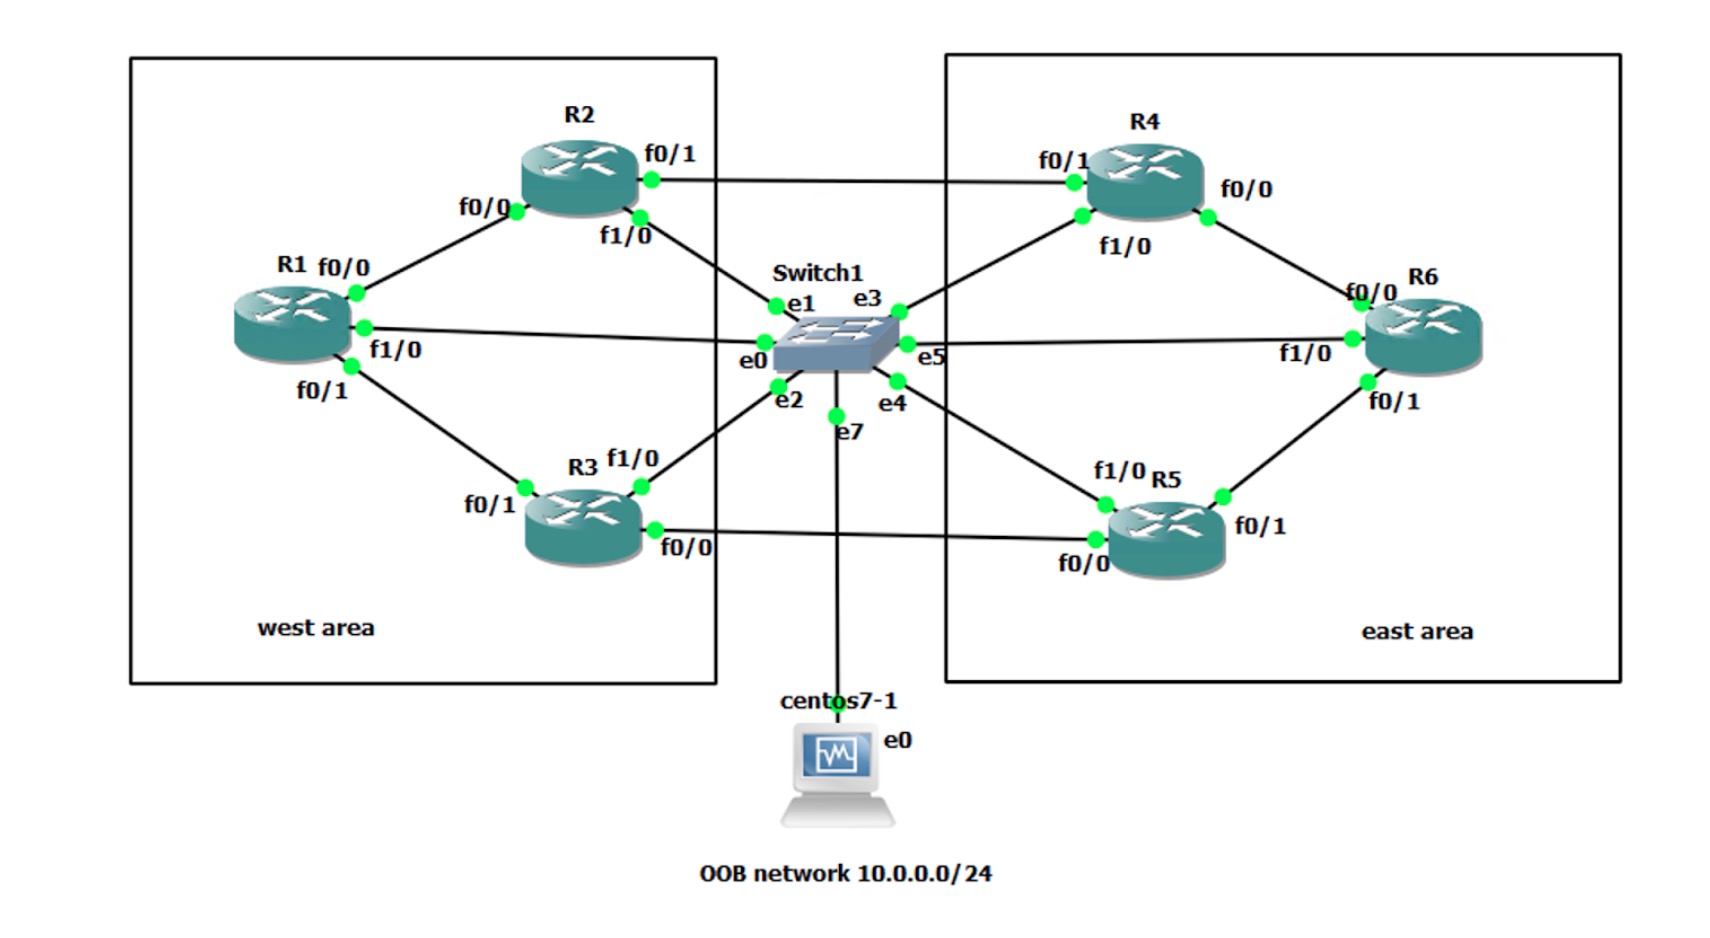 R2
f0/1
f0/0
f1/0
R4
f0/1
f0/0
f1/0
R1
f0/0
f1/0
f0/1
Switch1
e1
e3
e0
e5
e2
e4
e7
f0/0
R6
f1/0
f0/1
R3
f1/0
f0/1
f0/0
f1/0
R5
f0/1
f0/0
west area
east area
centos7-1
e0
OOB network 10.0.0.0/24